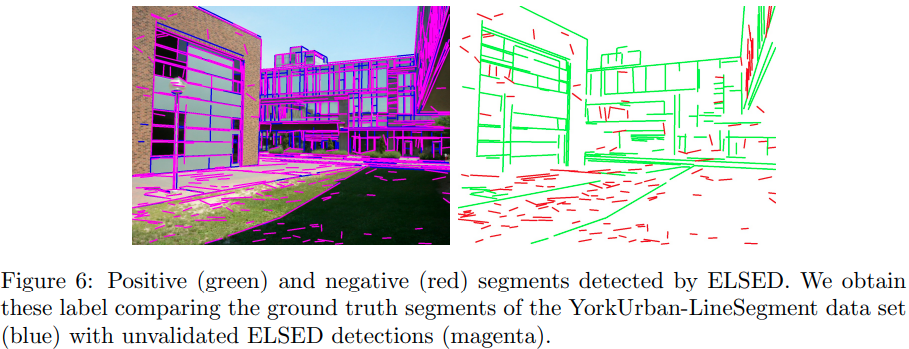 Figure 6: Positive (green) and negative (red) segments detected by ELSED. We obtain
these label comparing the ground truth segments of the YorkUrban-LineSegment data set
(blue) with unvalidated ELSED detections (magenta).